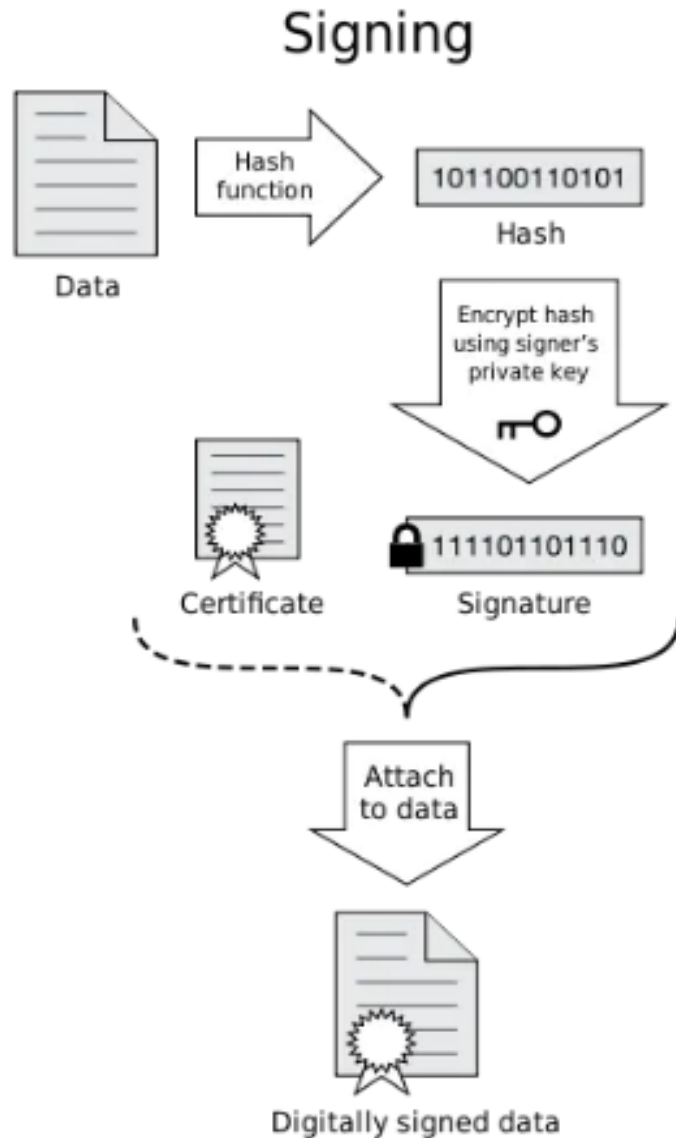 Signing
Hash
function
101100110101
Hash
Data
Encrypt hash
using signer's
private key
111101101110
Certificate
Signature
Attach
to data
Digitally signed data